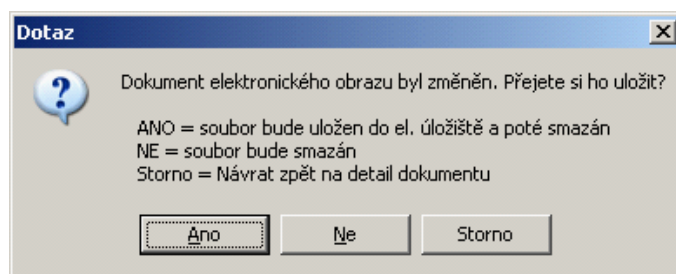 Dotaz
Dokument elektronického obrazu byl změněn. Přejete si ho uložit?
ANO = soubor bude uložen do el. úložiště a poté smazán
NE = soubor bude smazán
Storno = Návrat zpět na detail dokumentu
Ano
Ne
Storno